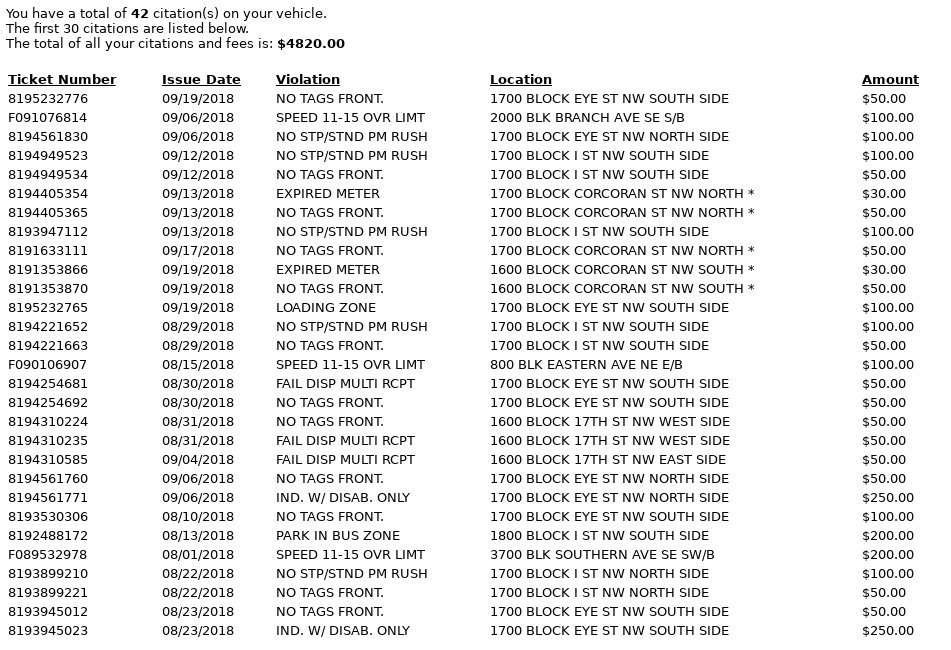 You have a total of 42 citation(s) on your vehicle.
The first 30 citations are listed below.
The total of all your citations and fees is: $4820.00
Ticket Number Issue Date Violation Location Amount
8195232776 09/19/2018 NO TAGS FRONT. 1700 BLOCK EYE ST NW SOUTH SIDE $50.00
F091076814 09/06/2018 SPEED 11-15 OVR LIMT 2000 BLK BRANCH AVE SE S/B $100.00
8194561830 09/06/2018 NO STP/STND PM RUSH 1700 BLOCK EYE ST NW NORTH SIDE $100.00
8194949523 09/12/2018 NO STP/STND PM RUSH 1700 BLOCK I ST NW SOUTH SIDE $100.00
8194949534 09/12/2018 NO TAGS FRONT. 1700 BLOCK I ST NW SOUTH SIDE $50.00
8194405354 09/13/2018 EXPIRED METER 1700 BLOCK CORCORAN ST NW NORTH * $30.00
8194405365 09/13/2018 NO TAGS FRONT. 1700 BLOCK CORCORAN ST NW NORTH * $50.00
8193947112 09/13/2018 NO STP/STND PM RUSH 1700 BLOCK I ST NW SOUTH SIDE $100.00
8191633111 09/17/2018 NO TAGS FRONT. 1700 BLOCK CORCORAN ST NW NORTH * $50.00
8191353866 09/19/2018 EXPIRED METER 1600 BLOCK CORCORAN ST NW SOUTH * $30.00
8191353870 09/19/2018 NO TAGS FRONT. 1600 BLOCK CORCORAN ST NW SOUTH * $50.00
8195232765 09/19/2018 LOADING ZONE 1700 BLOCK EYE ST NW SOUTH SIDE $100.00
8194221652 08/29/2018 NO STP/STND PM RUSH 1700 BLOCK I ST NW SOUTH SIDE $100.00
8194221663 08/29/2018 NO TAGS FRONT. 1700 BLOCK I ST NW SOUTH SIDE $50.00
F090106907 08/15/2018 SPEED 11-15 OVR LIMT 800 BLK EASTERN AVE NE E/B $100.00
8194254681 08/30/2018 FAIL DISP MULTI RCPT 1700 BLOCK EYE ST NW SOUTH SIDE $50.00
8194254692 08/30/2018 NO TAGS FRONT. 1700 BLOCK EYE ST NW SOUTH SIDE $50.00
8194310224 08/31/2018 NO TAGS FRONT. 1600 BLOCK 17TH ST NW WEST SIDE $50.00
8194310235 08/31/2018 FAIL DISP MULTI RCPT 1600 BLOCK 17TH ST NW WEST SIDE $50.00
8194310585 09/04/2018 FAIL DISP MULTI RCPT 1600 BLOCK 17TH ST NW EAST SIDE $50.00
8194561760 09/06/2018 NO TAGS FRONT. 1700 BLOCK EYE ST NW NORTH SIDE $50.00
8194561771 09/06/2018 IND. W/ DISAB. ONLY 1700 BLOCK EYE ST NW NORTH SIDE $250.00
8193530306 08/10/2018 NO TAGS FRONT. 1700 BLOCK EYE ST NW SOUTH SIDE $100.00
8192488172 08/13/2018 PARK IN BUS ZONE 1800 BLOCK I ST NW SOUTH SIDE $200.00
F089532978 08/01/2018 SPEED 11-15 OVR LIMT 3700 BLK SOUTHERN AVE SE SW/B $200.00
8193899210 08/22/2018 NO STP/STND PM RUSH 1700 BLOCK I ST NW NORTH SIDE $100.00
8193899221 08/22/2018 NO TAGS FRONT. 1700 BLOCK I ST NW NORTH SIDE $50.00
8193945012 08/23/2018 NO TAGS FRONT. 1700 BLOCK EYE ST NW SOUTH SIDE $50.00
8193945023 08/23/2018 IND. W/ DISAB. ONLY 1700 BLOCK EYE ST NW SOUTH SIDE $250.00